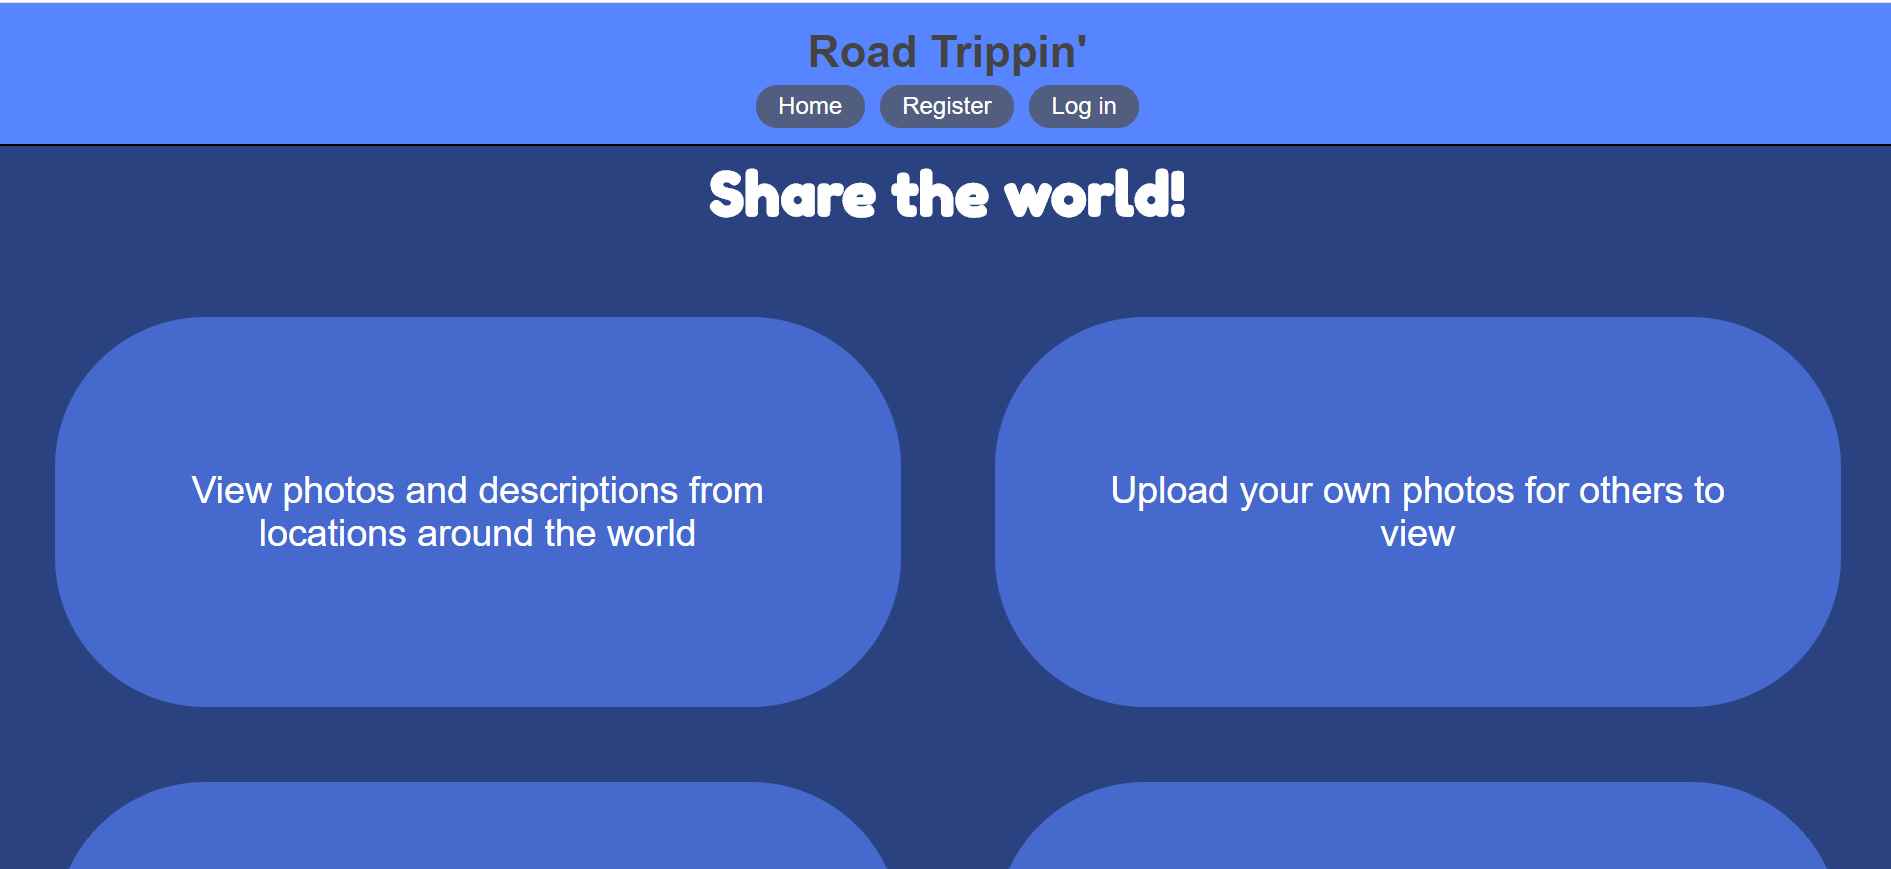 Road Trippin'
Home Register Log in
Share the world!
View photos and descriptions from
locations around the world
Upload your own photos for others to
view